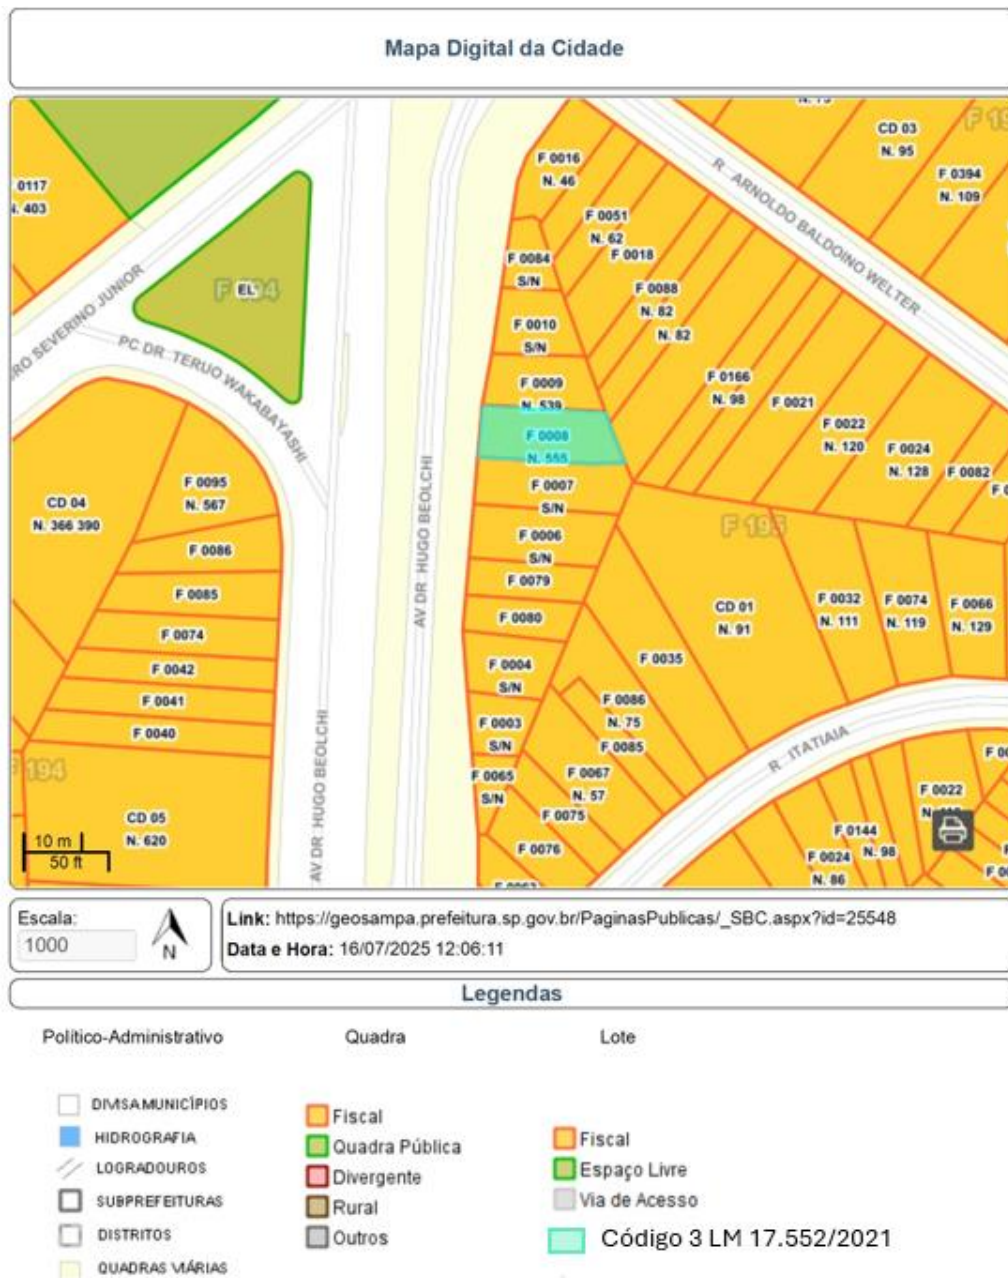 Mapa Digital da Cidade
N. 73
CD 03
N. 95
F 0394
N. 109
F 0016
N. 46
R ARNOLDO BALDOINO WELTER
0117
N. 403
F 0051
N. 62
F 0018
F 0084
S/N
F 0088
N. 82
N. 82
F 194
EL
F 0010
S/N
PC DR TERUO WAKABAYASHI
F 0009
N. 539
F 0166
N. 98
F 0021
F 0022
N. 120
F 0008
N. 555
F 0024
N. 128
F 0082
F 0007
S/N
CD 04
N. 366 390
F 0095
N. 567
F 0086
F 0006
S/N
F 0079
F 0085
F 0080
CD 01
N. 91
F 0032
N. 111
F 0074
N. 119
F 0066
N. 129
F 0074
F 0042
F 0041
F 0040
F 0004
S/N
F 0035
F 0003
S/N
F 0086
N. 75
F 0085
AV DR HUGO BEOLCHI
AV DR HUGO BEOLCHI
R ITATIAIA
F 0065
S/N
F 0067
N. 57
F 0075
F 0076
F 0022
194
CD 05
N. 620
F 0144
N. 98
F 0024
N. 86
10 m
50 ft
Escala:
1000
N
Link: https://geosampa.prefeitura.sp.gov.br/PaginasPublicas/_SBC.aspx?id=25548
Data e Hora: 16/07/2025 12:06:11
Legendas
Político-Administrativo
Quadra
Lote
DIVISA MUNICÍPIOS
HIDROGRAFIA
LOGRADOUROS
SUBPREFEITURAS
DISTRITOS
QUADRAS VIÁRIAS
Fiscal
Quadra Pública
Divergente
Rural
Outros
Fiscal
Espaço Livre
Via de Acesso
Código 3 LM 17.552/2021